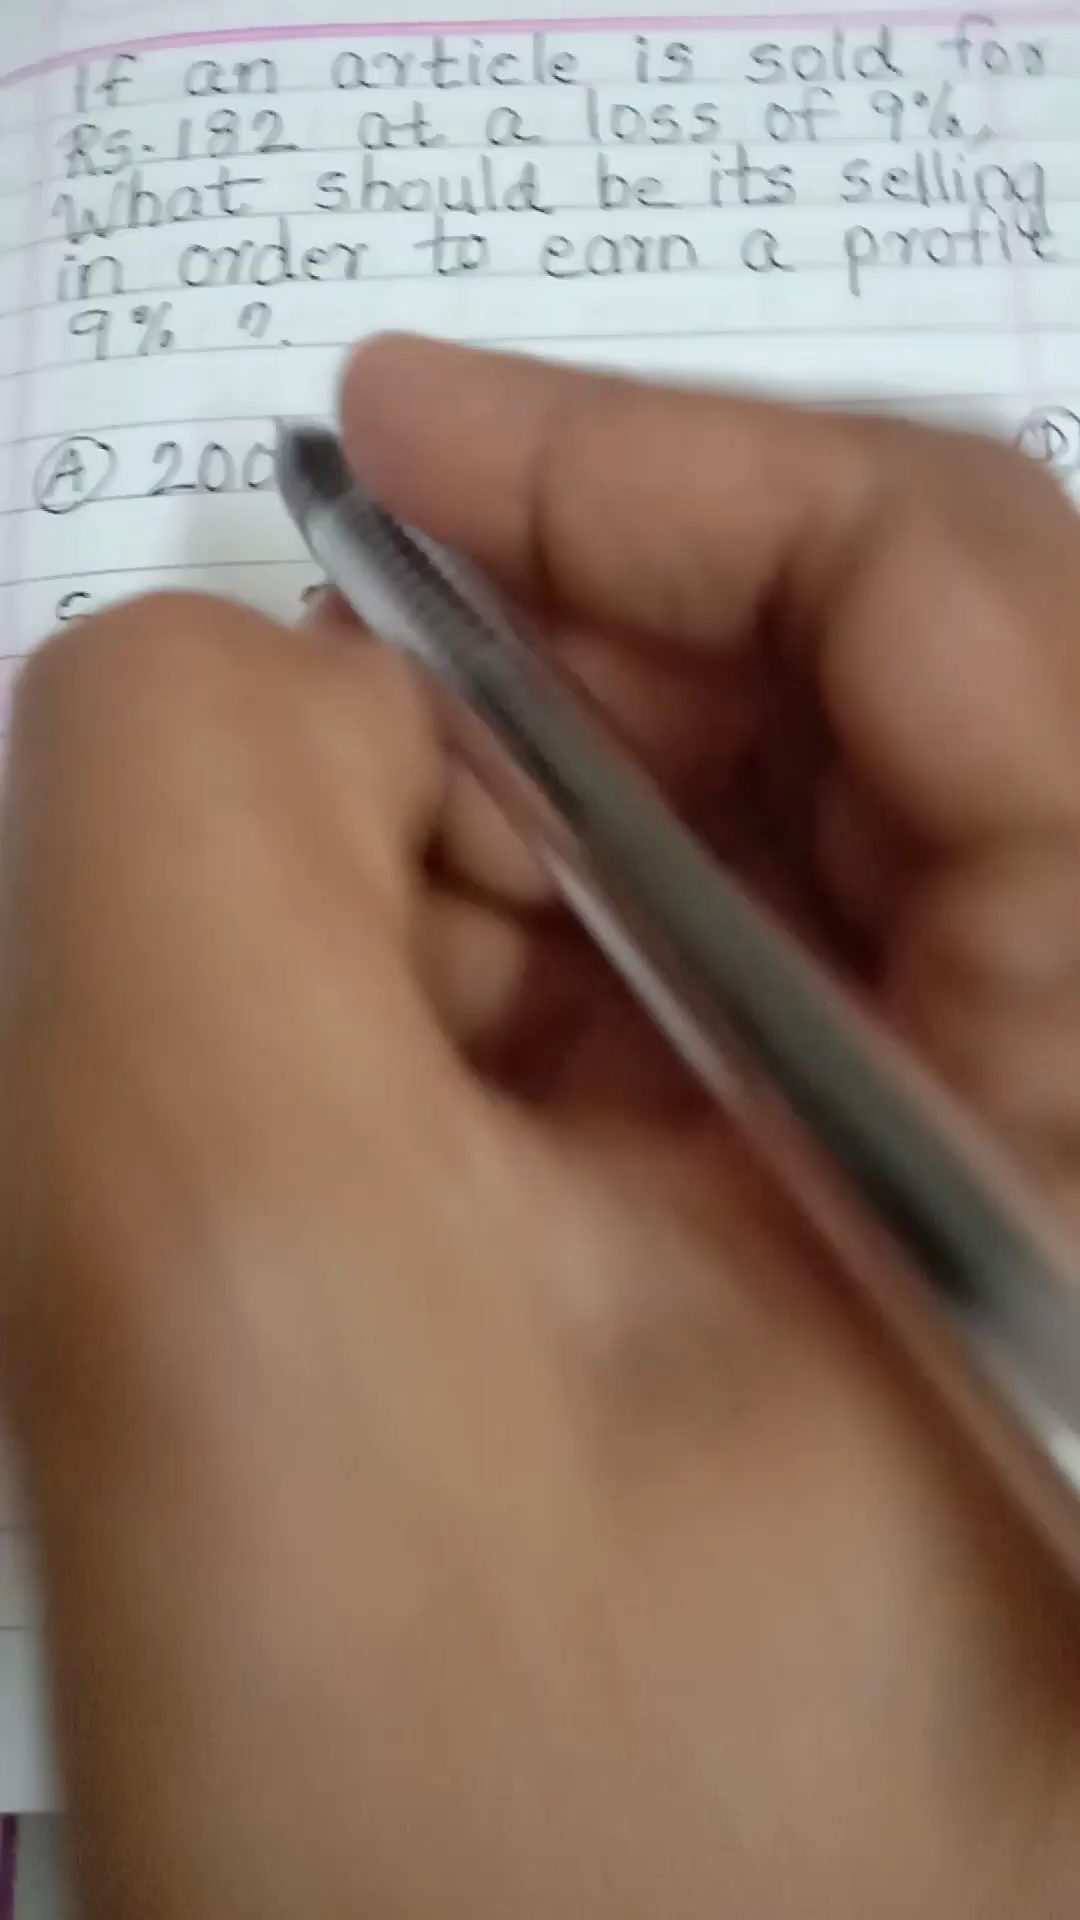 If an article is sold for
Rs. 182 at a loss of 9%,
What should be its selling
in order to earn a profit
9% ?.
(A) 200
(D)
S